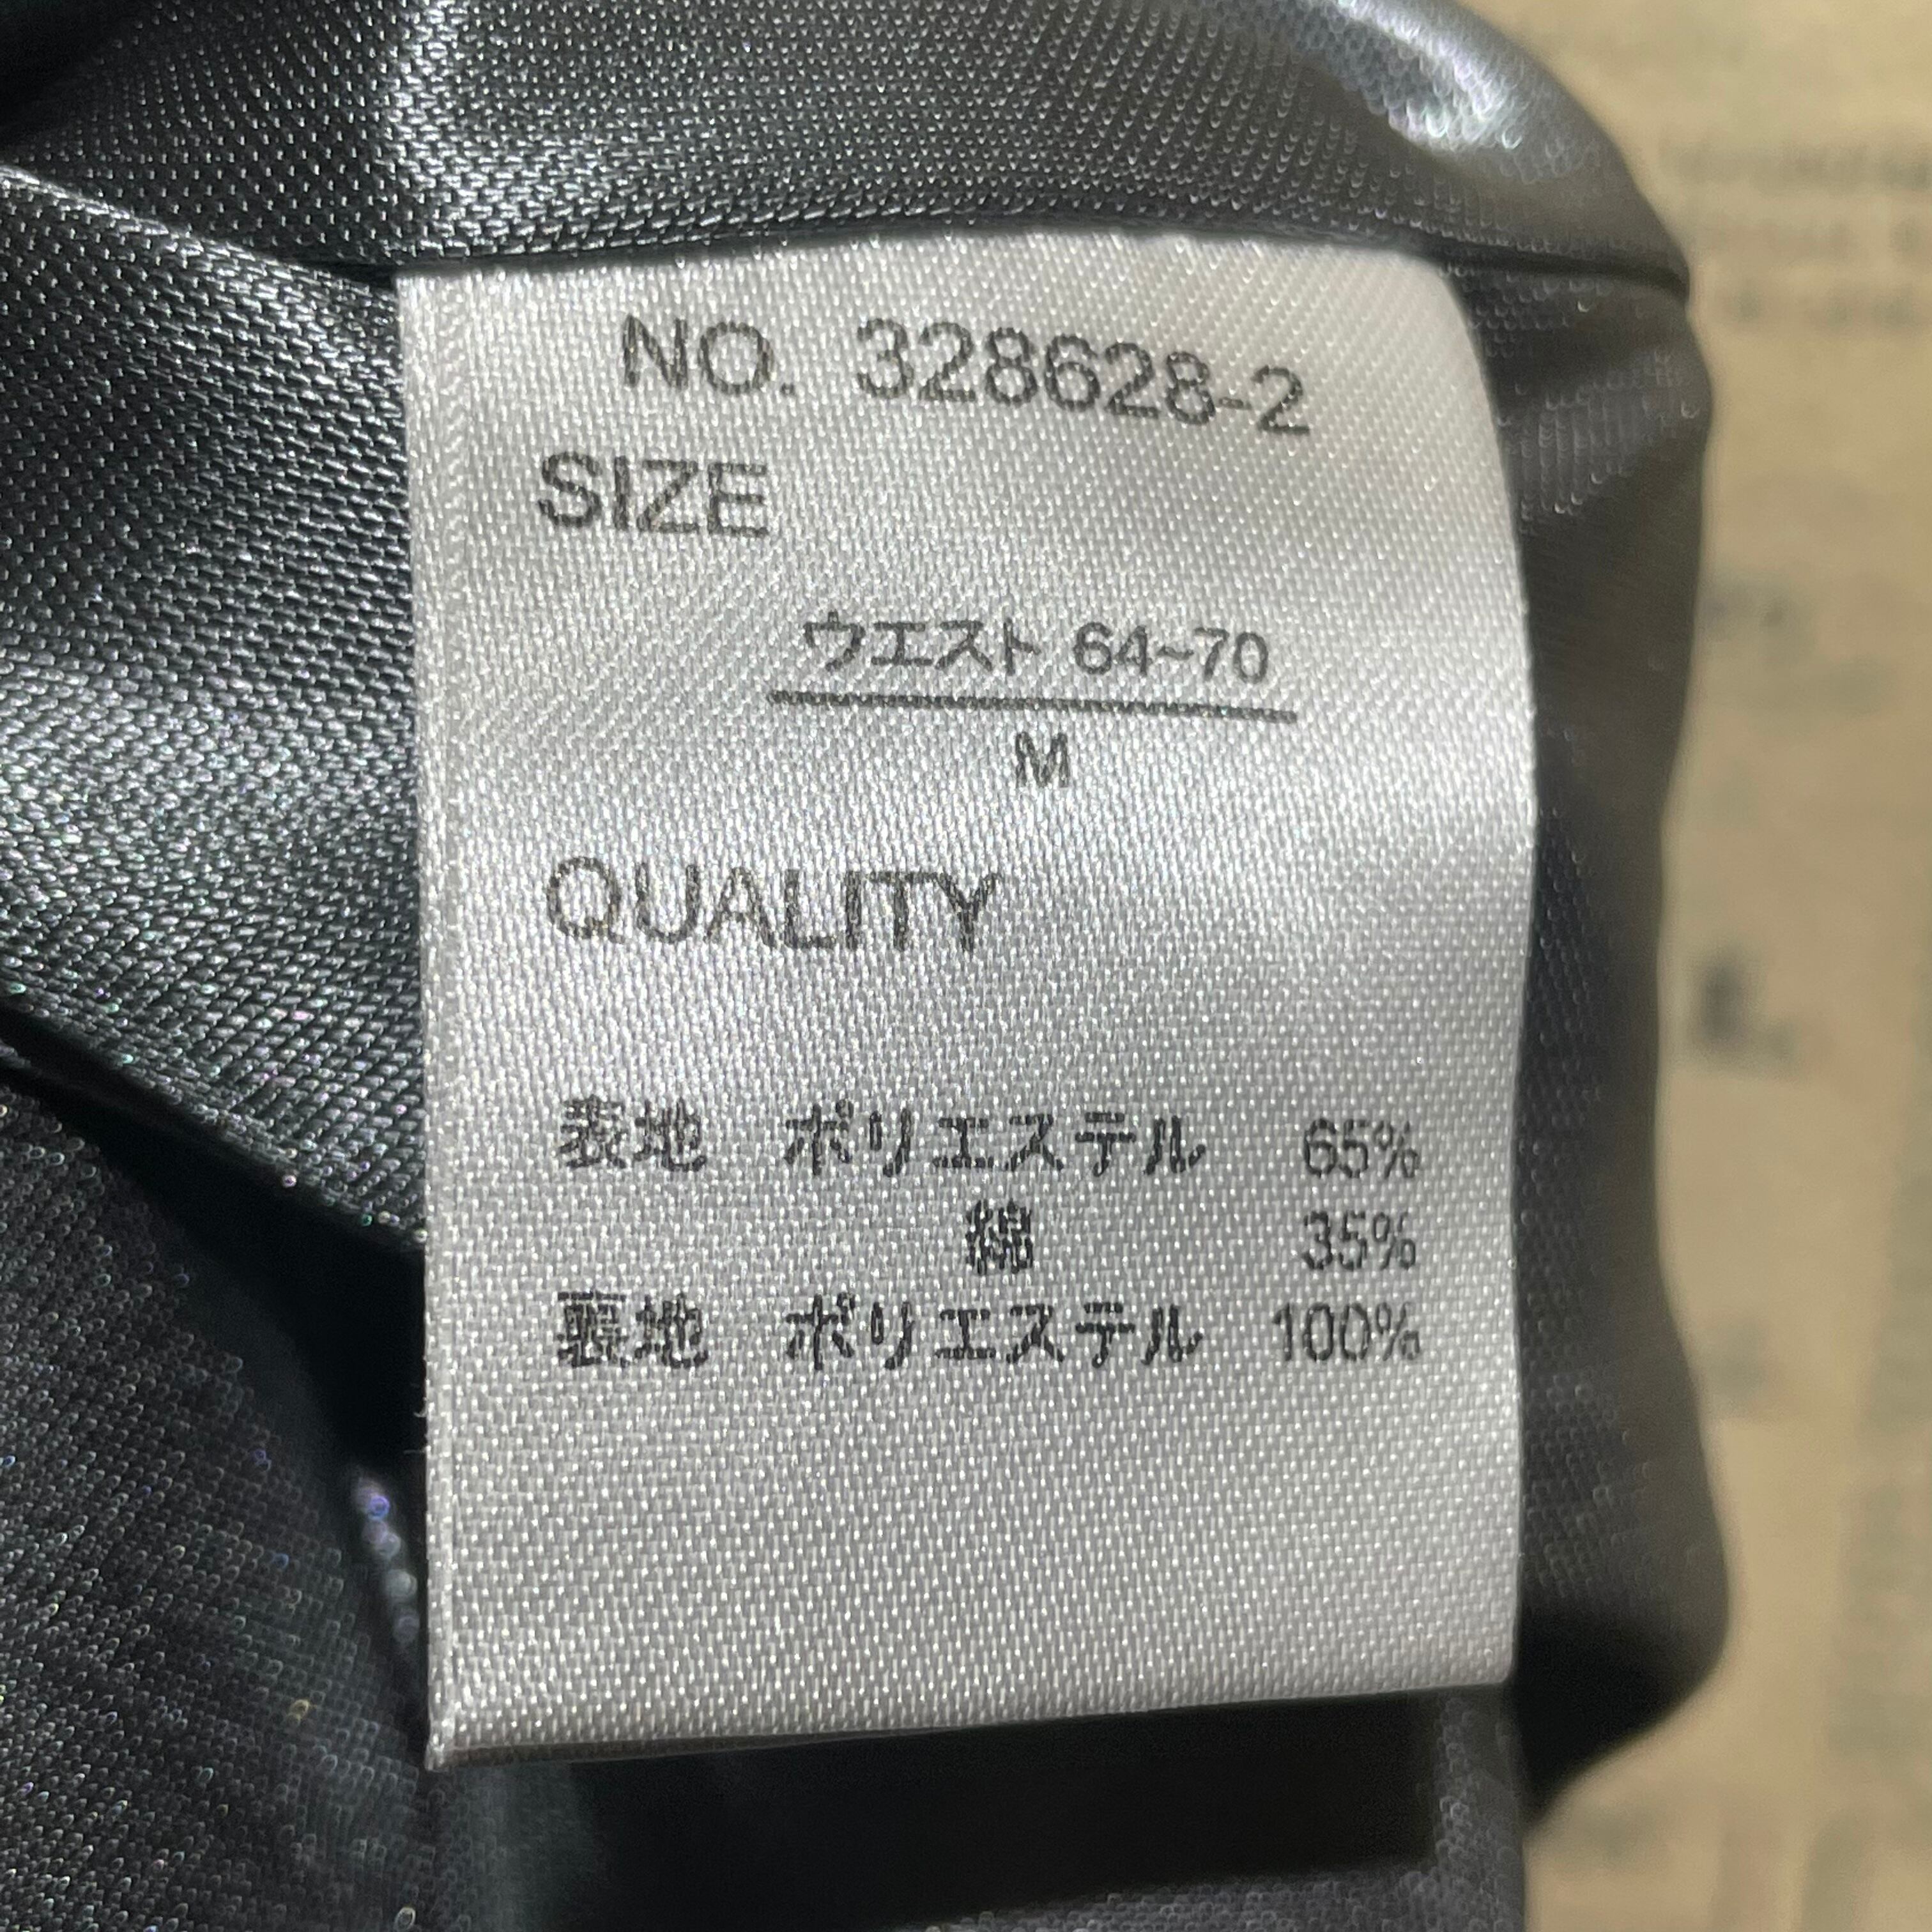 NO. 328628-2
SIZE
ウエスト 64~70
M
QUALITY
表地 ポリエステル 65%
綿 35%
裏地 ポリエステル 100%